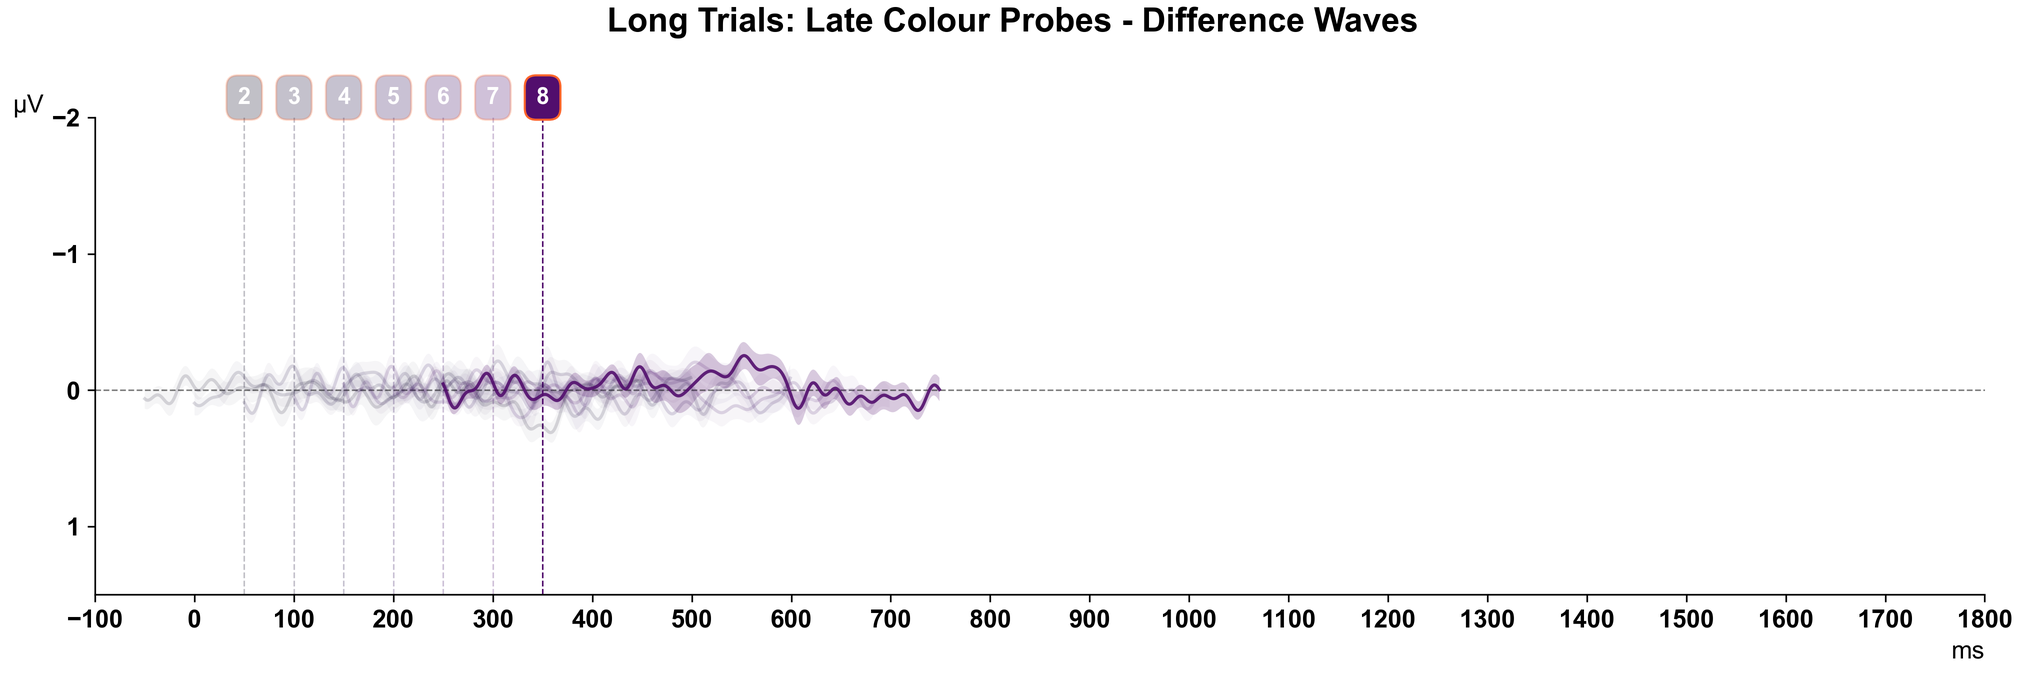 Long Trials: Late Colour Probes - Difference Waves
2 3 4 5 6 7 8
µV
−2
−1
0
1
−100 0 100 200 300 400 500 600 700 800 900 1000 1100 1200 1300 1400 1500 1600 1700 1800
ms